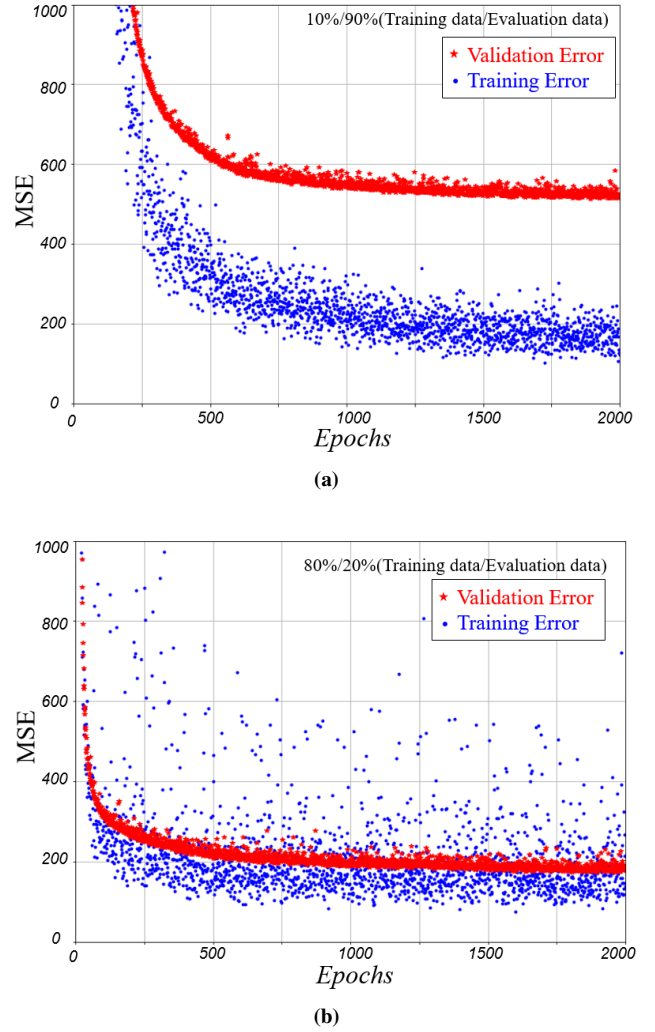 1000
10%/90%(Training data/Evaluation data)
Validation Error
Training Error
800
600
MSE
400
200
0
0 500 1000 1500 2000
Epochs
(a)
1000
80%/20%(Training data/Evaluation data)
Validation Error
Training Error
800
600
MSE
400
200
0
0 500 1000 1500 2000
Epochs
(b)